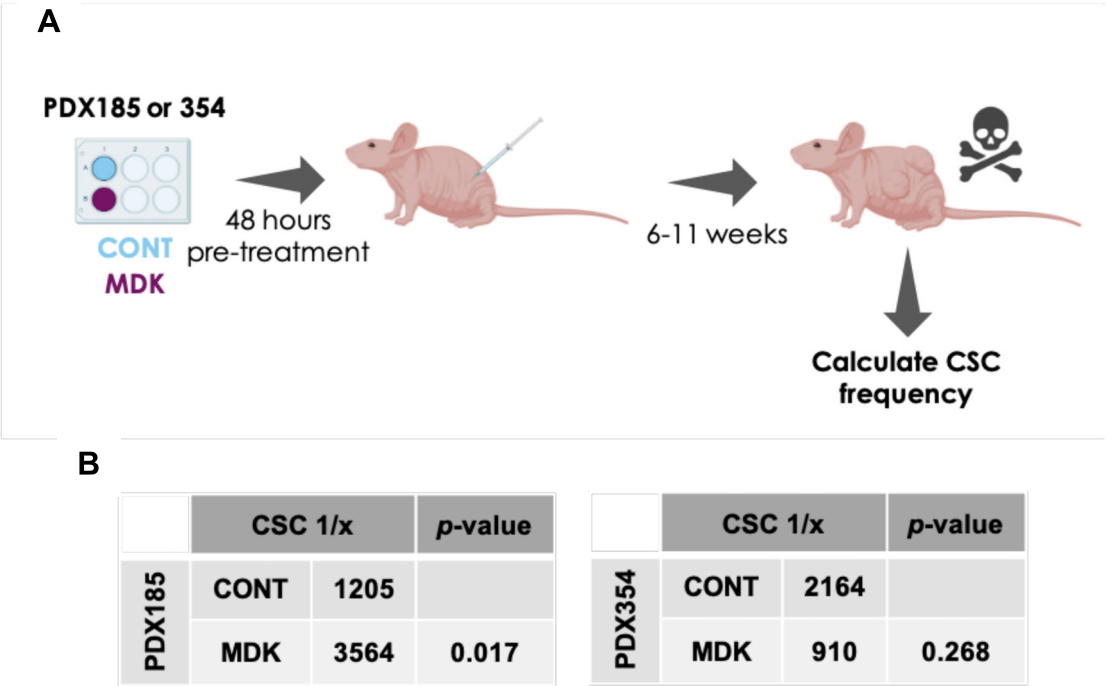 A
PDX185 or 354
1 2 3
A
B
CONT
MDK
48 hours
pre-treatment
6-11 weeks
Calculate CSC
frequency
B
CSC 1/x p-value
PDX185
CONT 1205
MDK 3564 0.017
CSC 1/x p-value
PDX354
CONT 2164
MDK 910 0.268